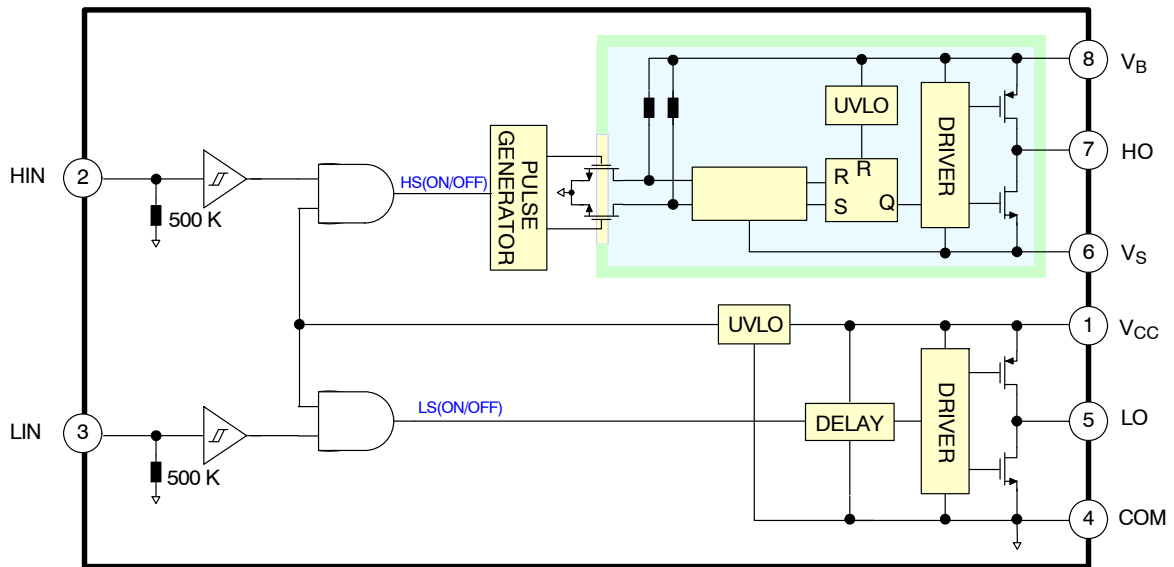 8
V_B
UVLO
DRIVER
PULSE
GENERATOR
HIN
2
HS(ON/OFF)
R
R
S
Q
7
HO
500 K
6
V_S
UVLO
1
V_CC
LIN
3
LS(ON/OFF)
DELAY
DRIVER
5
LO
500 K
4
COM